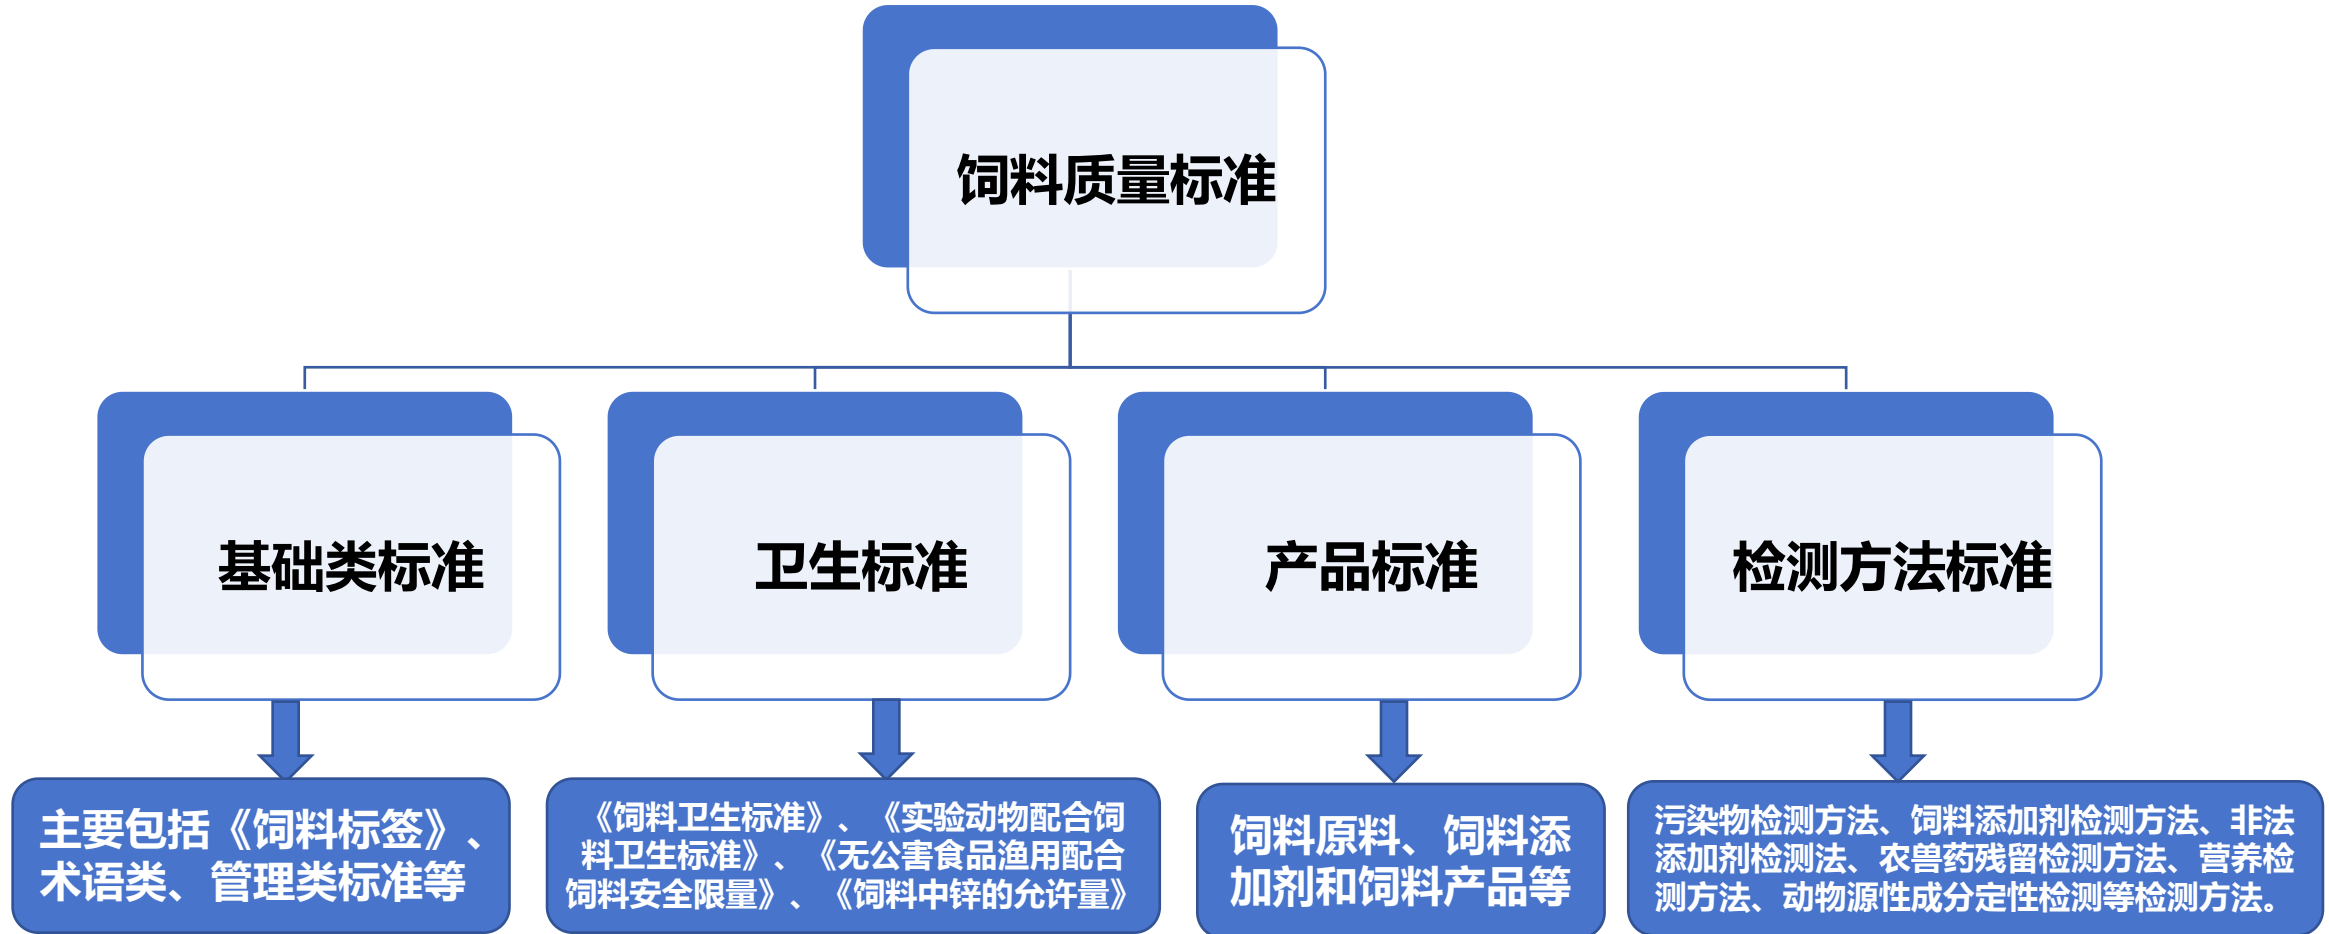 饲料质量标准
基础类标准
卫生标准
产品标准
检测方法标准
主要包括《饲料标签》、
术语类、管理类标准等
《饲料卫生标准》、《实验动物配合饲
料卫生标准》、《无公害食品渔用配合
饲料安全限量》、《饲料中锌的允许量》
饲料原料、饲料添
加剂和饲料产品等
污染物检测方法、饲料添加剂检测方法、非法
添加剂检测法、农兽药残留检测方法、营养检
测方法、动物源性成分定性检测等检测方法。